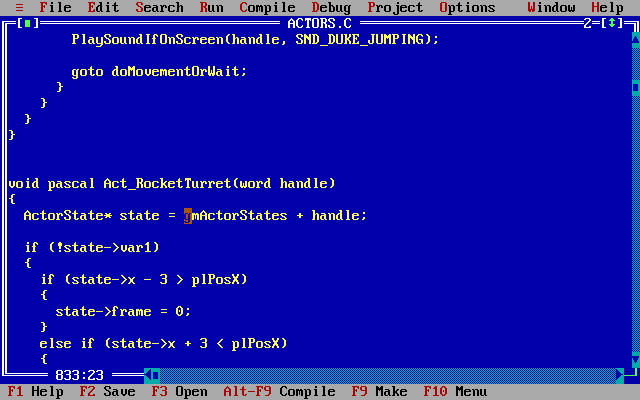 ≡ File Edit Search Run Compile Debug Project Options Window Help
[■] ACTORS.C 2=[↕]
PlaySoundIfOnScreen(handle, SND_DUKE_JUMPING);
goto doMovementOrWait;
}
}
}
}
void pascal Act_RocketTurret(word handle)
{
ActorState* state = gmActorStates + handle;
if (!state->var1)
{
if (state->x - 3 > plPosX)
{
state->frame = 0;
}
else if (state->x + 3 < plPosX)
{
833:23
F1 Help F2 Save F3 Open Alt-F9 Compile F9 Make F10 Menu